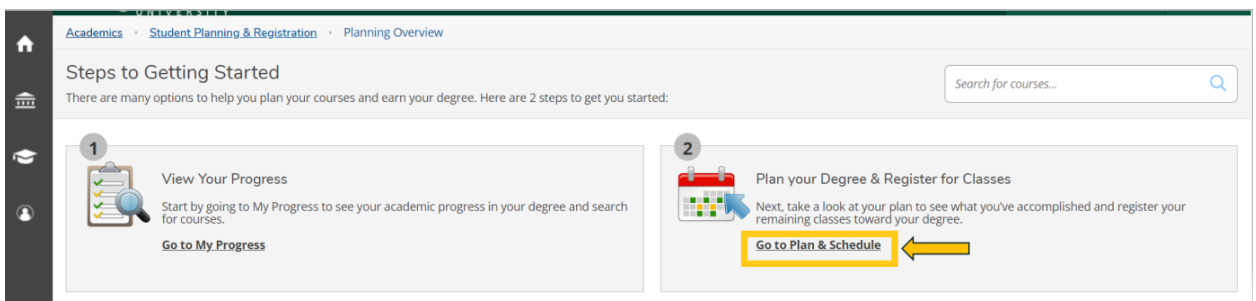 UNIVERSITY
Academics · Student Planning & Registration · Planning Overview
Steps to Getting Started
There are many options to help you plan your courses and earn your degree. Here are 2 steps to get you started:
Search for courses...
1
View Your Progress
Start by going to My Progress to see your academic progress in your degree and search
for courses.
Go to My Progress
2
Plan your Degree & Register for Classes
Next, take a look at your plan to see what you've accomplished and register your
remaining classes toward your degree.
Go to Plan & Schedule